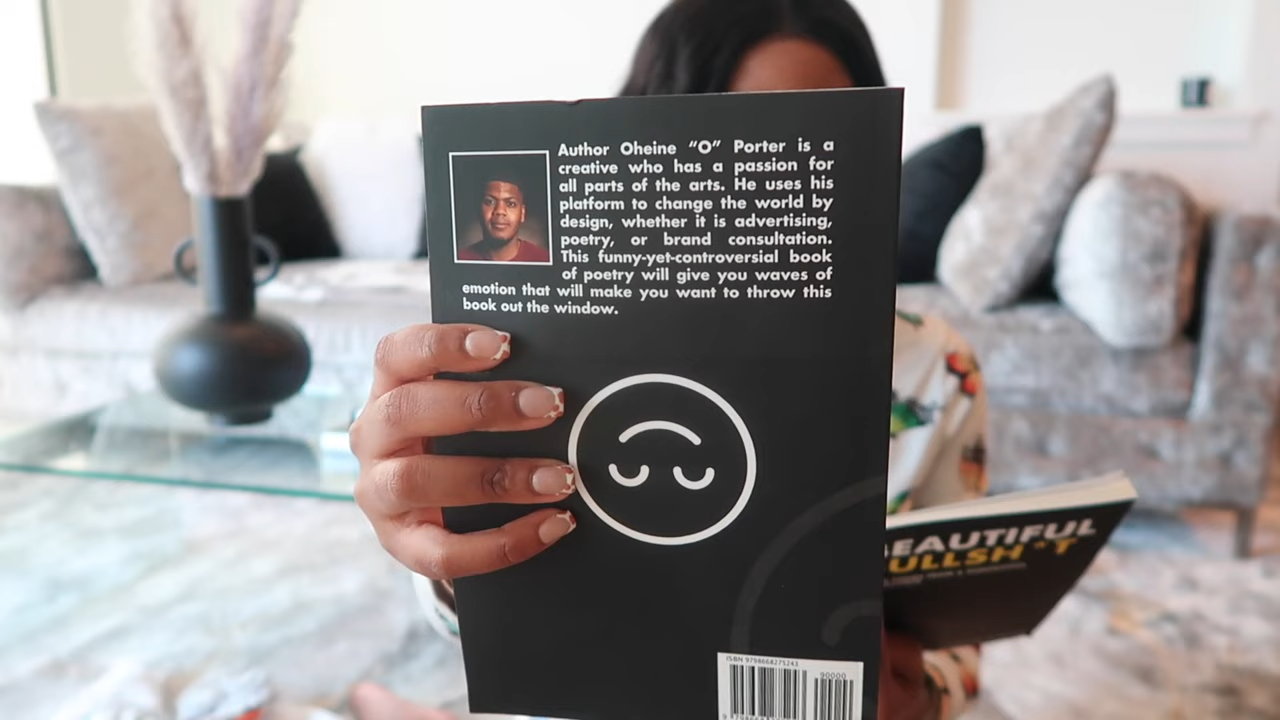 Author Oheine “O” Porter is a
creative who has a passion for
all parts of the arts. He uses his
platform to change the world by
design, whether it is advertising,
poetry, or brand consultation.
This funny-yet-controversial book
of poetry will give you waves of
emotion that will make you want to throw this
book out the window.
ISBN 9798668275243
90000
EAUTIFUL
ULLSH*T